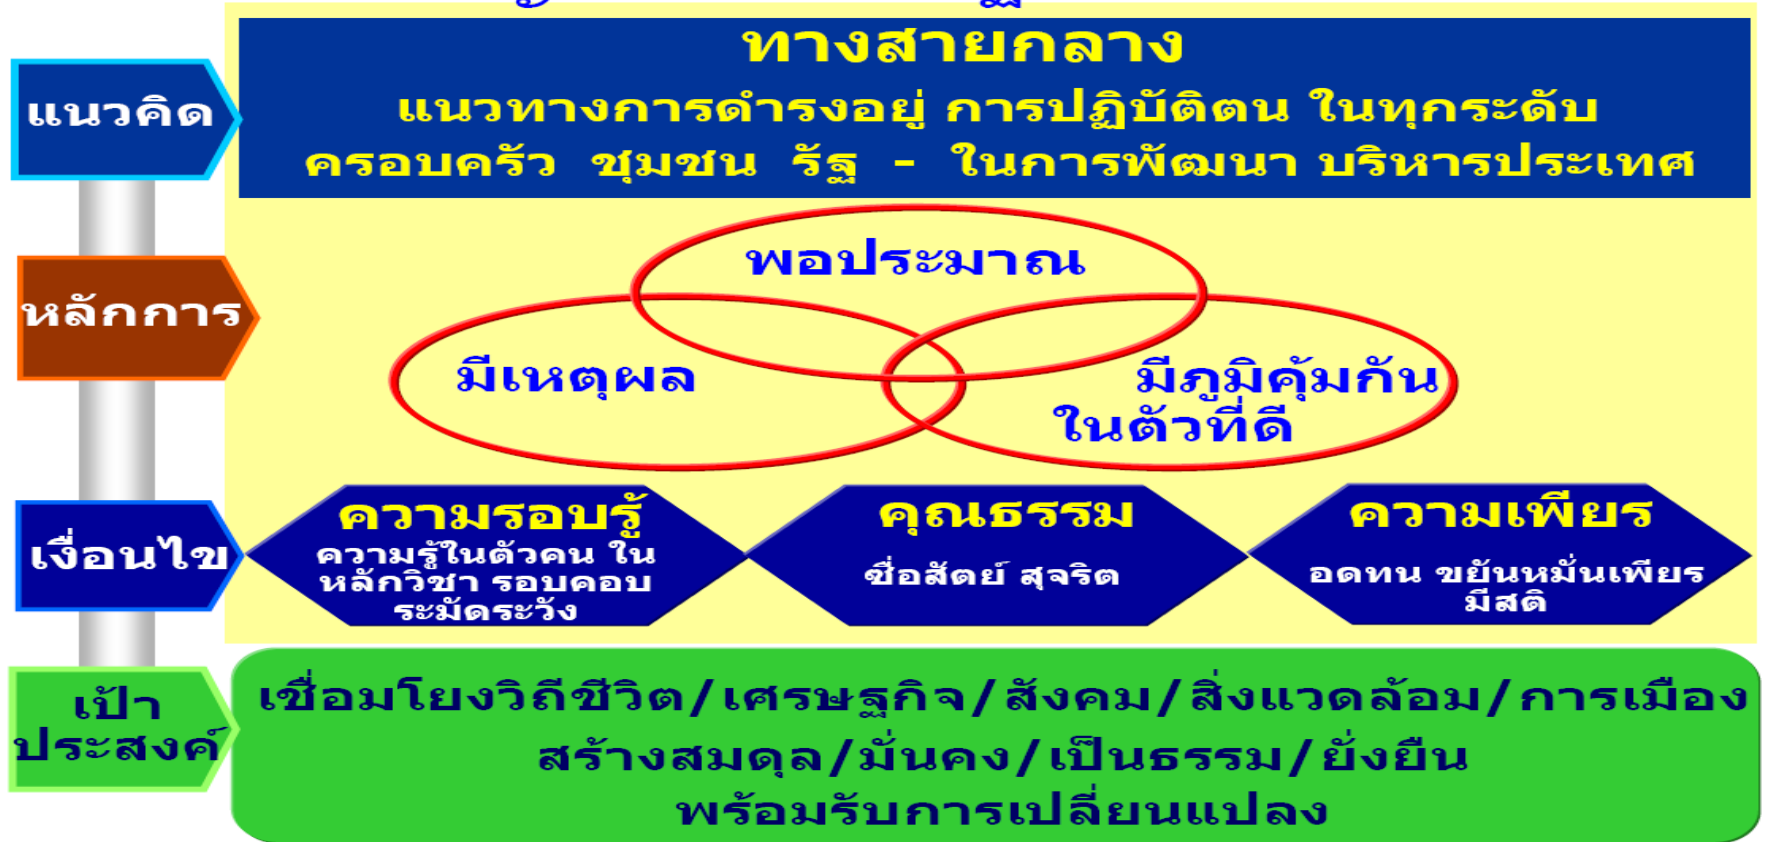 ทางสายกลาง
แนวคิด
แนวทางการดำรงอยู่ การปฏิบัติตน ในทุกระดับ
ครอบครัว ชุมชน รัฐ - ในการพัฒนา บริหารประเทศ
หลักการ
พอประมาณ
มีเหตุผล
มีภูมิคุ้มกัน
ในตัวที่ดี
เงื่อนไข
ความรอบรู้
ความรู้ในตัวคน ใน
หลักวิชา รอบคอบ
ระมัดระวัง
คุณธรรม
ซื่อสัตย์ สุจริต
ความเพียร
อดทน ขยันหมั่นเพียร
มีสติ
เป้า
ประสงค์
เชื่อมโยงวิถีชีวิต/เศรษฐกิจ/สังคม/สิ่งแวดล้อม/การเมือง
สร้างสมดุล/มั่นคง/เป็นธรรม/ยั่งยืน
พร้อมรับการเปลี่ยนแปลง